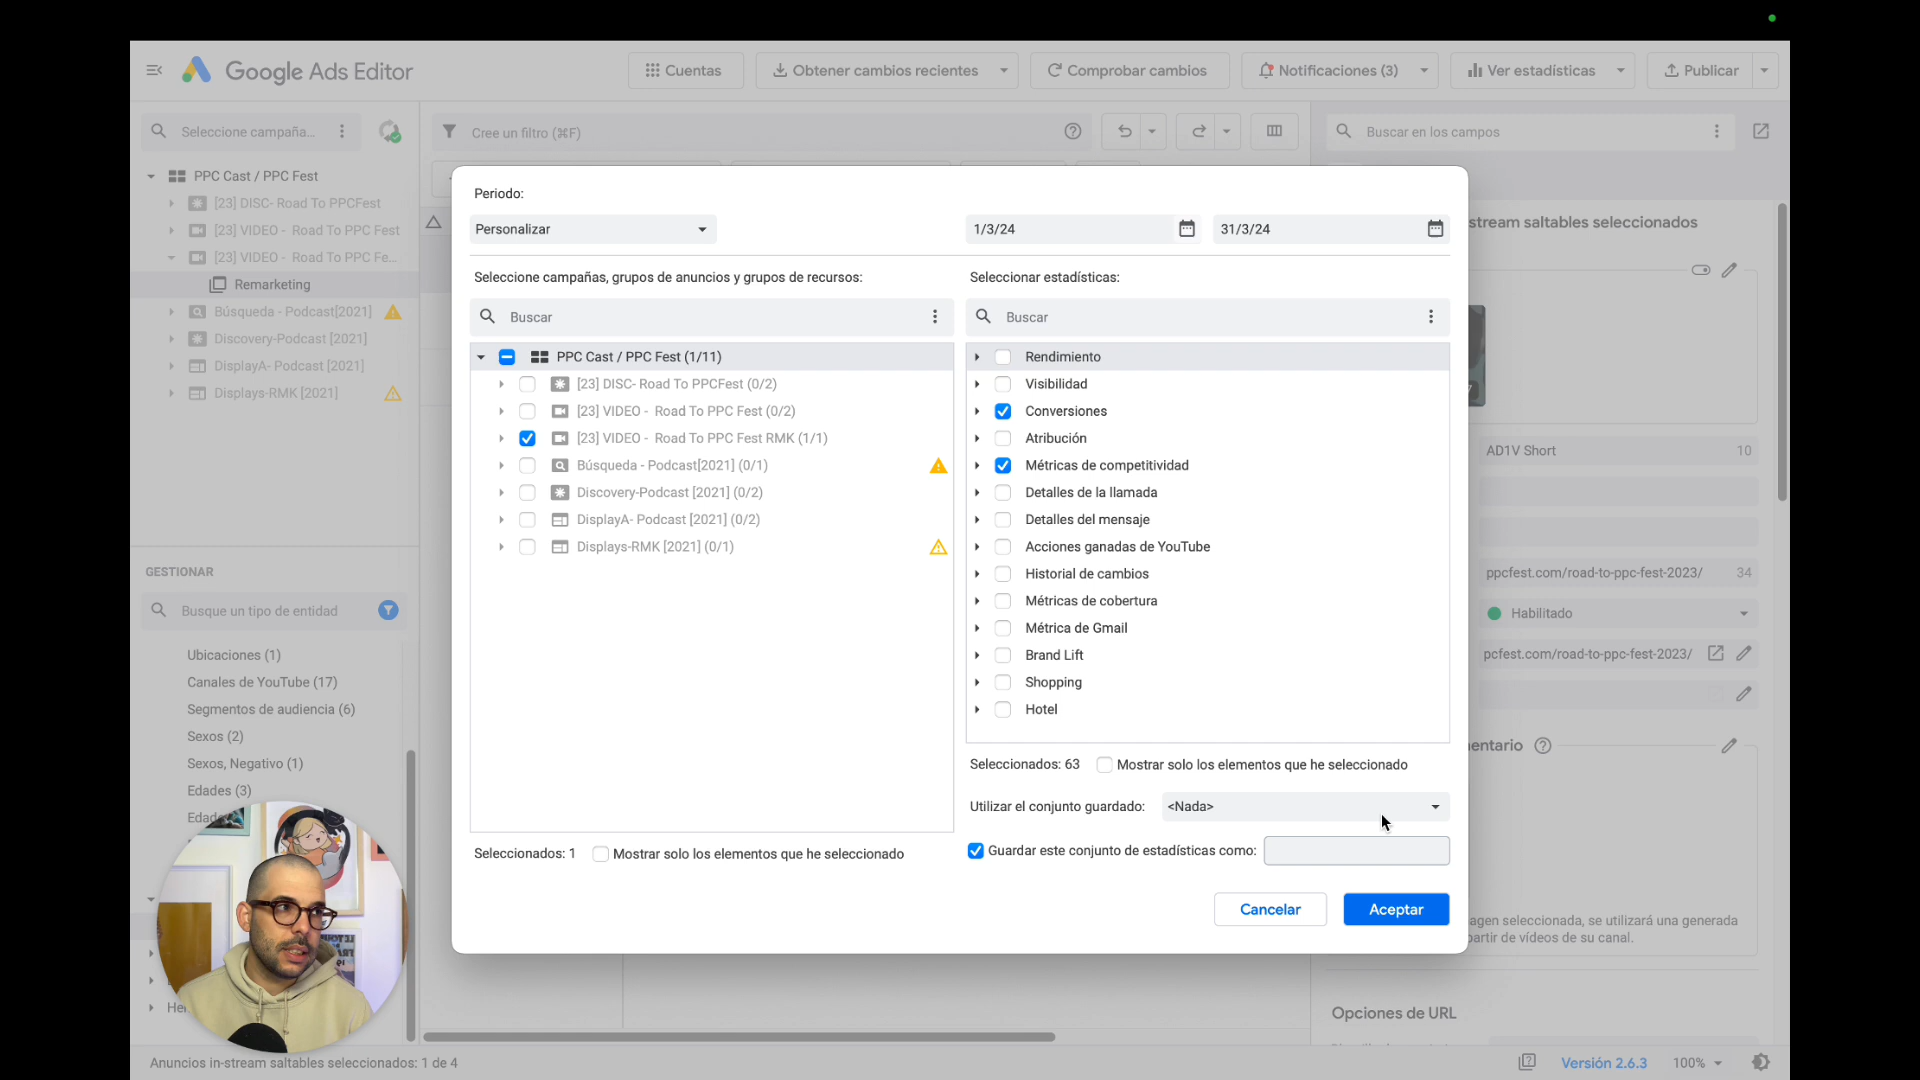 Google Ads Editor
Cuentas
Obtener cambios recientes
Comprobar cambios
Notificaciones (3)
Ver estadísticas
Publicar
Seleccione campaña...
Cree un filtro (⌘F)
Buscar en los campos
PPC Cast / PPC Fest
[23] DISC- Road To PPCFest
[23] VIDEO - Road To PPC Fest
[23] VIDEO - Road To PPC Fe...
Remarketing
Búsqueda - Podcast[2021]
Discovery-Podcast [2021]
DisplayA- Podcast [2021]
Displays-RMK [2021]
GESTIONAR
Busque un tipo de entidad
Ubicaciones (1)
Canales de YouTube (17)
Segmentos de audiencia (6)
Sexos (2)
Sexos, Negativo (1)
Edades (3)
Periodo:
Personalizar
1/3/24
31/3/24
Seleccione campañas, grupos de anuncios y grupos de recursos:
Buscar
PPC Cast / PPC Fest (1/11)
[23] DISC- Road To PPCFest (0/2)
[23] VIDEO - Road To PPC Fest (0/2)
[23] VIDEO - Road To PPC Fest RMK (1/1)
Búsqueda - Podcast[2021] (0/1)
Discovery-Podcast [2021] (0/2)
DisplayA- Podcast [2021] (0/2)
Displays-RMK [2021] (0/1)
Seleccionados: 1
Mostrar solo los elementos que he seleccionado
Seleccionar estadísticas:
Buscar
Rendimiento
Visibilidad
Conversiones
Atribución
Métricas de competitividad
Detalles de la llamada
Detalles del mensaje
Acciones ganadas de YouTube
Historial de cambios
Métricas de cobertura
Métrica de Gmail
Brand Lift
Shopping
Hotel
Seleccionados: 63
Mostrar solo los elementos que he seleccionado
Utilizar el conjunto guardado:
<Nada>
Guardar este conjunto de estadísticas como:
Cancelar
Aceptar
stream saltables seleccionados
AD1V Short
10
ppcfest.com/road-to-ppc-fest-2023/
34
Habilitado
pcfest.com/road-to-ppc-fest-2023/
entario
agen seleccionada, se utilizará una generada
partir de vídeos de su canal.
Opciones de URL
Anuncios in-stream saltables seleccionados: 1 de 4
Versión 2.6.3
100%